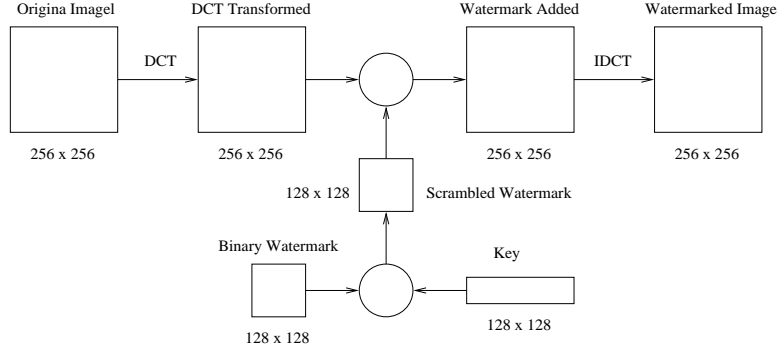 Origina Imagel
DCT Transformed
Watermark Added
Watermarked Image
DCT
IDCT
256 x 256
256 x 256
256 x 256
256 x 256
128 x 128
Scrambled Watermark
Binary Watermark
Key
128 x 128
128 x 128